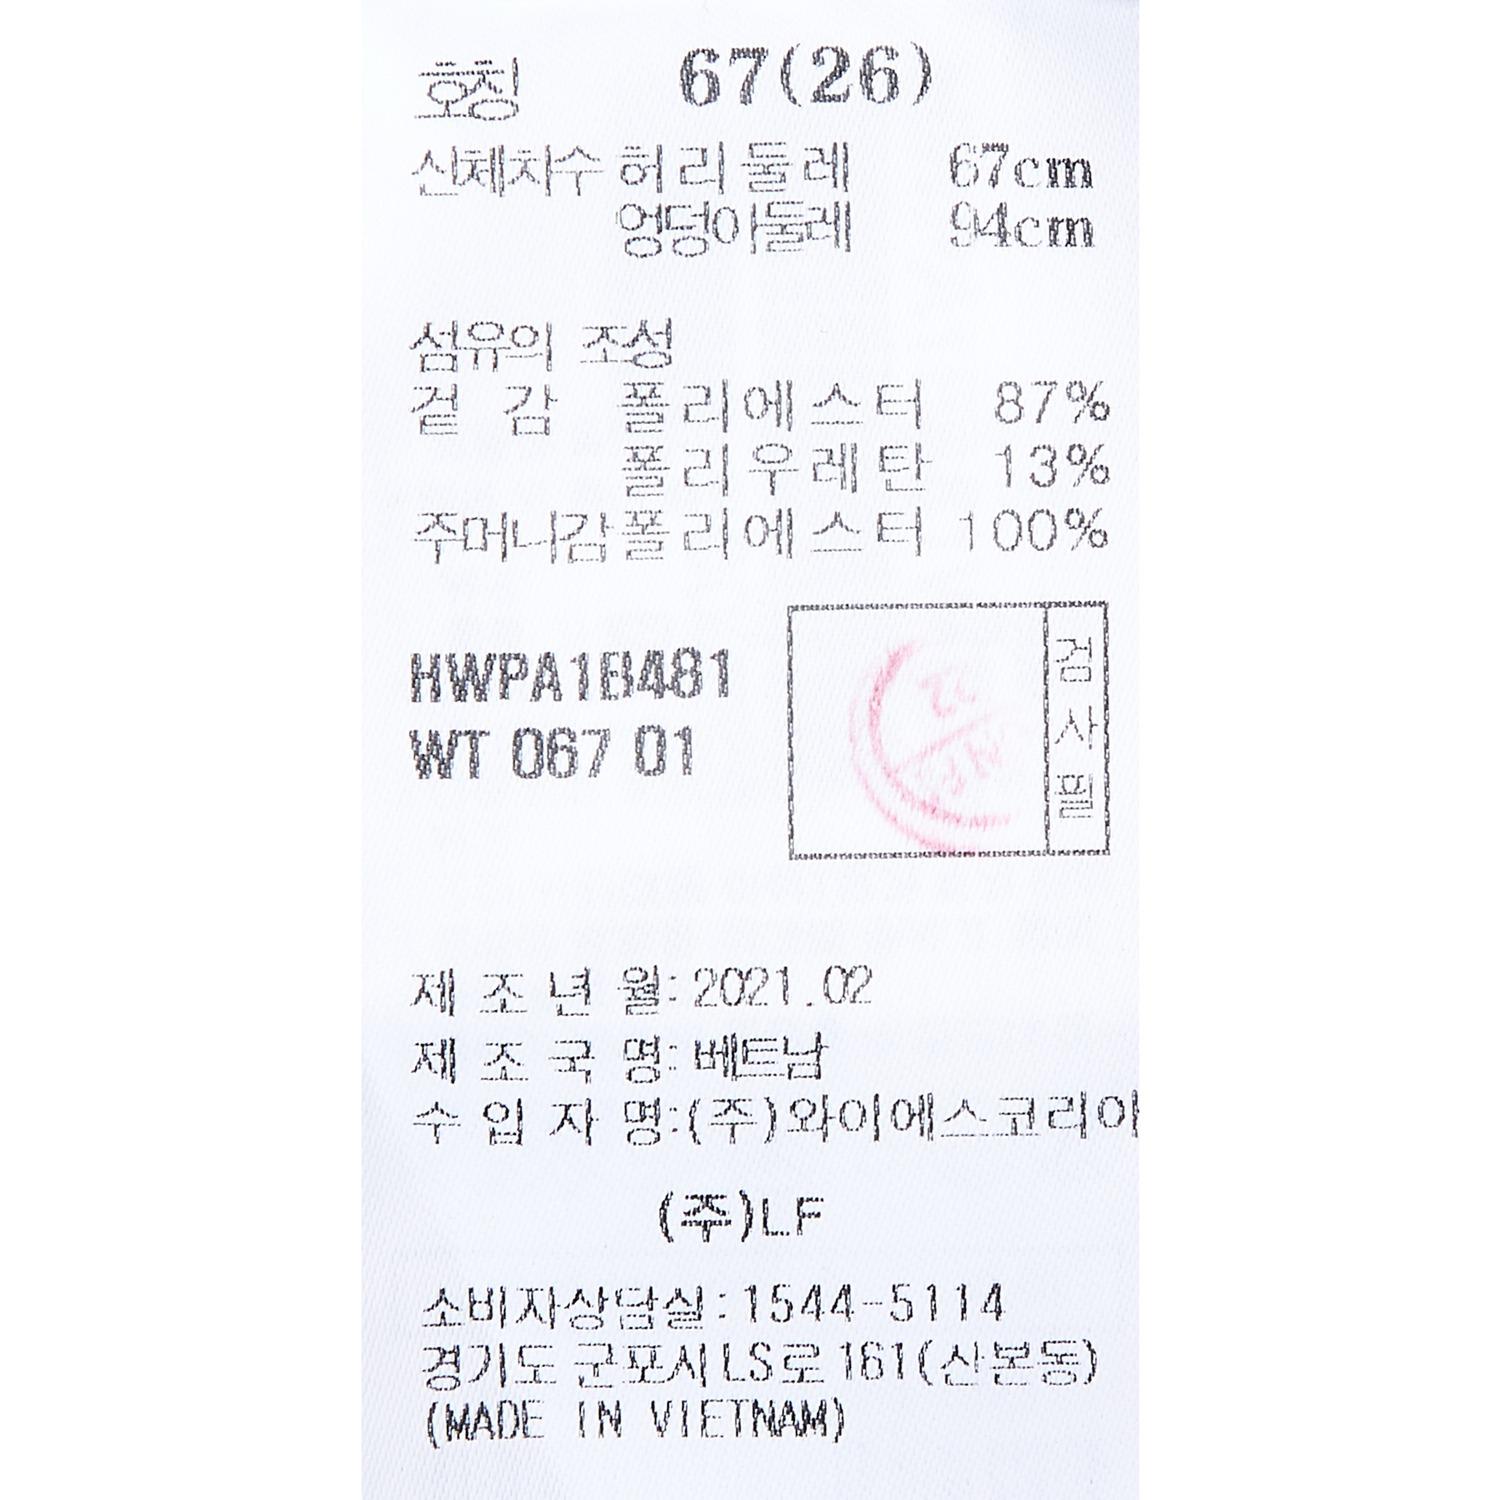 호칭 67(26)
신체치수 허리둘레 67cm
엉덩이둘레 94cm
섬유의 조성
겉감 폴리에스터 87%
폴리우레탄 13%
주머니감 폴리에스터 100%
HWPA1B481
WT 067 01
검사필
제조년월: 2021.02
제조국명: 베트남
수입자명:(주)와이에스코리아
(주)LF
소비자상담실:1544-5114
경기도 군포시 LS로 161(산본동)
(MADE IN VIETNAM)